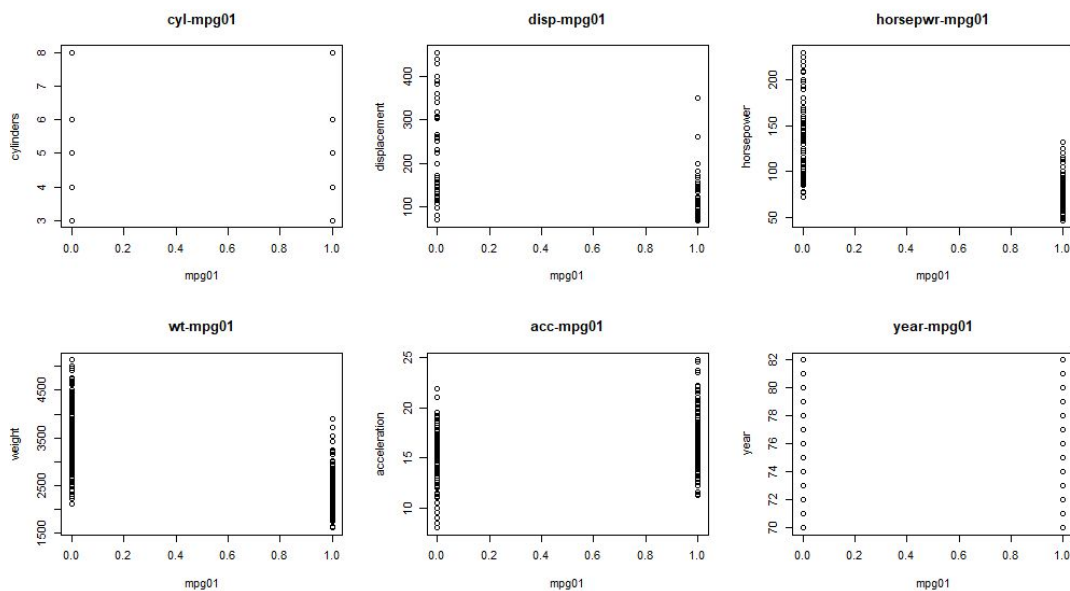 cyl-mpg01
cylinders
8
7
6
5
4
3
0.0 0.2 0.4 0.6 0.8 1.0
mpg01
disp-mpg01
displacement
400
300
200
100
0.0 0.2 0.4 0.6 0.8 1.0
mpg01
horsepwr-mpg01
horsepower
200
150
100
50
0.0 0.2 0.4 0.6 0.8 1.0
mpg01
wt-mpg01
weight
4500
3500
2500
1500
0.0 0.2 0.4 0.6 0.8 1.0
mpg01
acc-mpg01
acceleration
25
20
15
10
0.0 0.2 0.4 0.6 0.8 1.0
mpg01
year-mpg01
year
82
80
78
76
74
72
70
0.0 0.2 0.4 0.6 0.8 1.0
mpg01